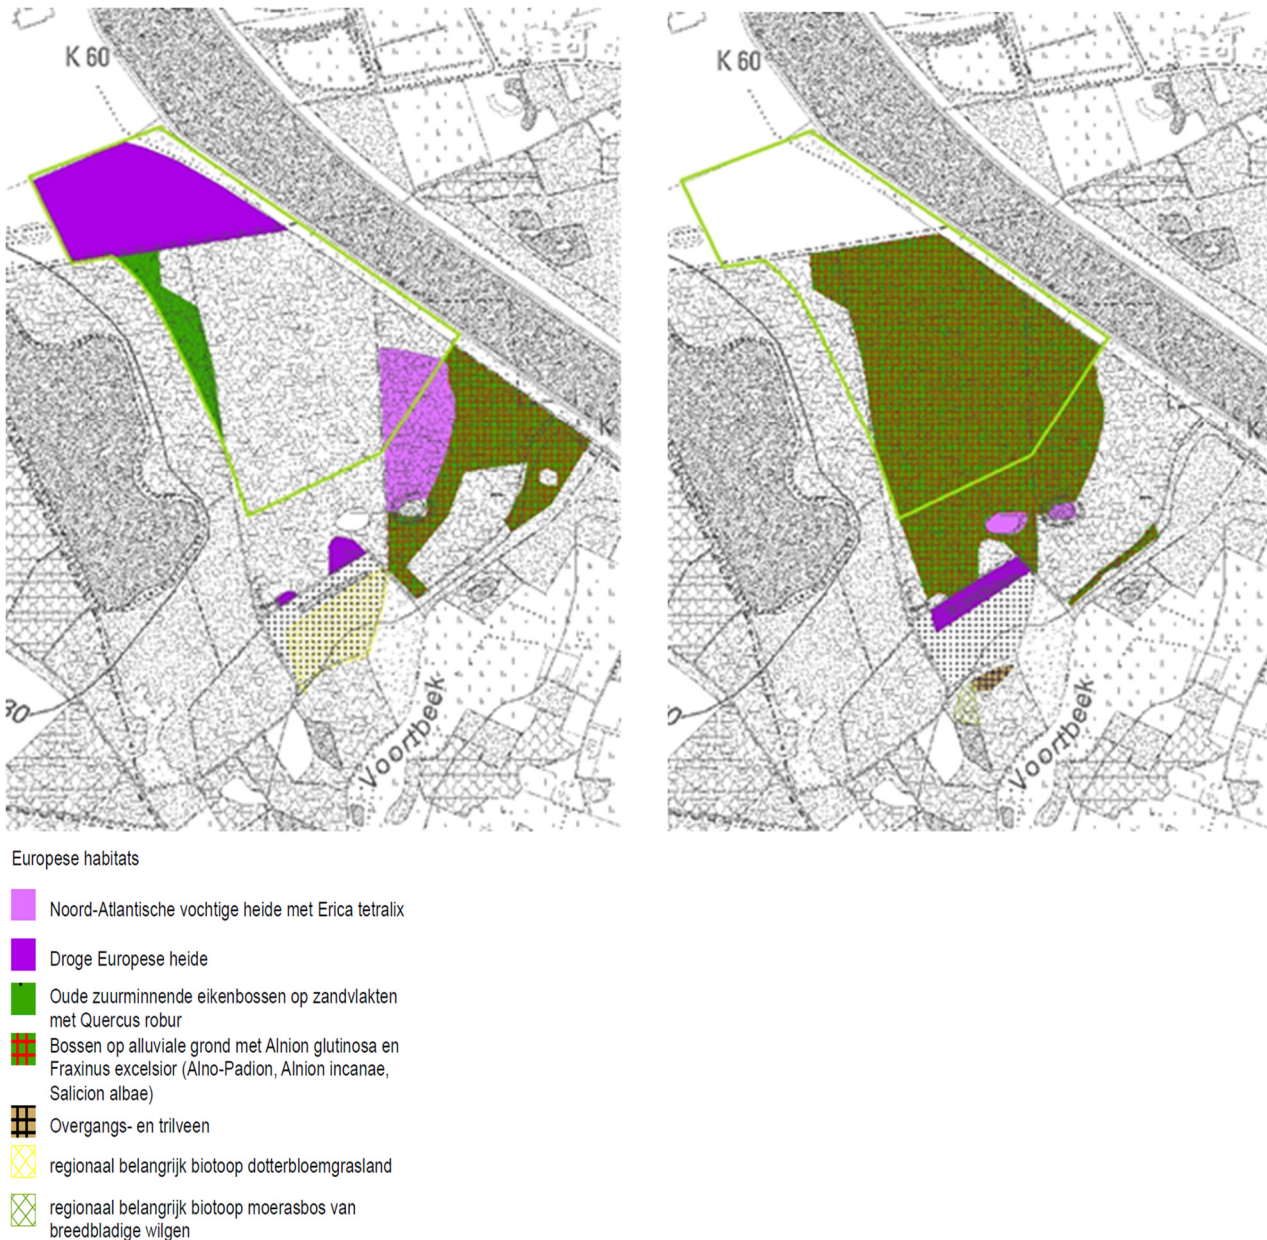 K 60
K 60
K
K
30
0
Voortbeek
Voortbeek
Europese habitats
Noord-Atlantische vochtige heide met Erica tetralix
Droge Europese heide
Oude zuurminnende eikenbossen op zandvlakten
met Quercus robur
Bossen op alluviale grond met Alnion glutinosa en
Fraxinus excelsior (Alno-Padion, Alnion incanae,
Salicion albae)
Overgangs- en trilveen
regionaal belangrijk biotoop dotterbloemgrasland
regionaal belangrijk biotoop moerasbos van
breedbladige wilgen